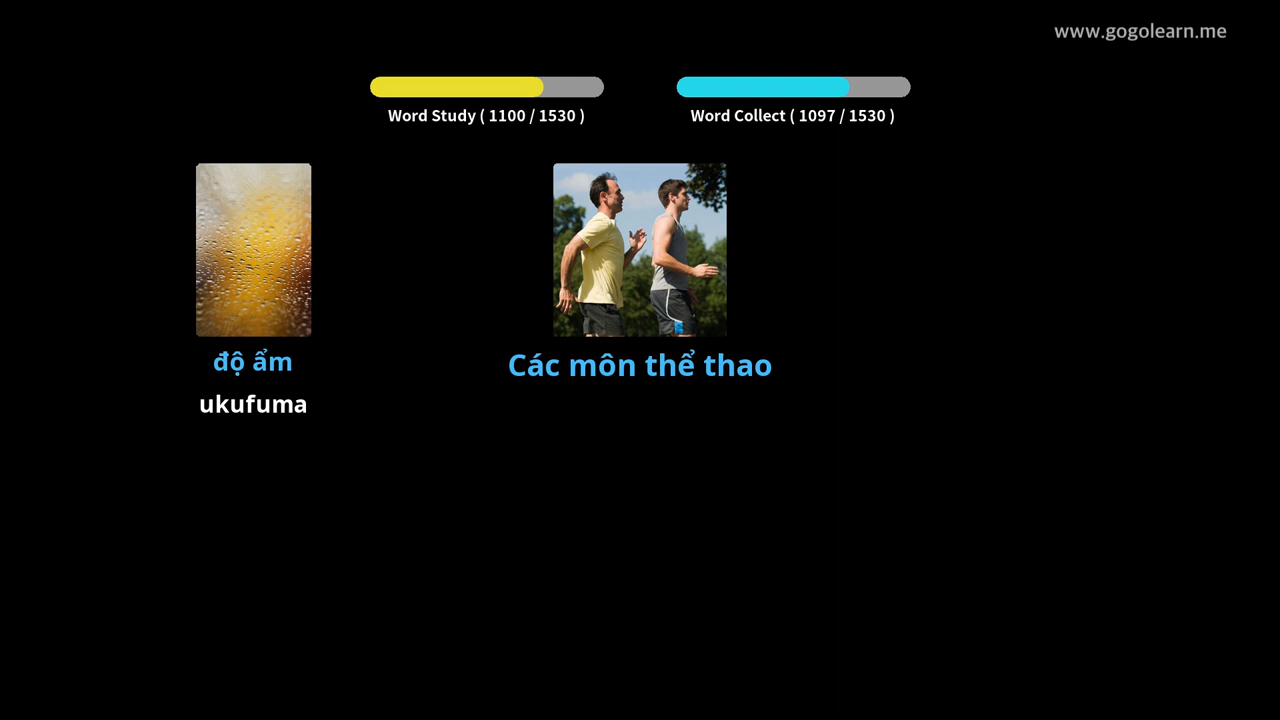 www.gogolearn.me
Word Study ( 1100 / 1530 )
Word Collect ( 1097 / 1530 )
độ ẩm
ukufuma
Các môn thể thao